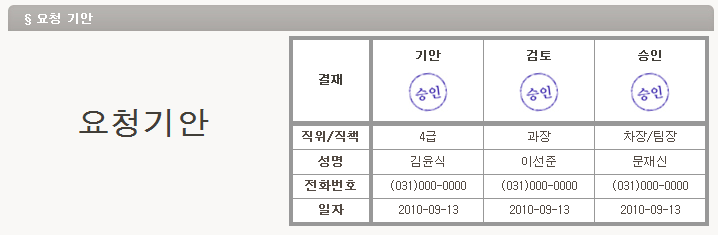 § 요청 기안
요청기안
결재 기안 검토 승인
승인 승인 승인
직위/직책 4급 과장 차장/팀장
성명 김윤식 이선준 문재신
전화번호 (031)000-0000 (031)000-0000 (031)000-0000
일자 2010-09-13 2010-09-13 2010-09-13